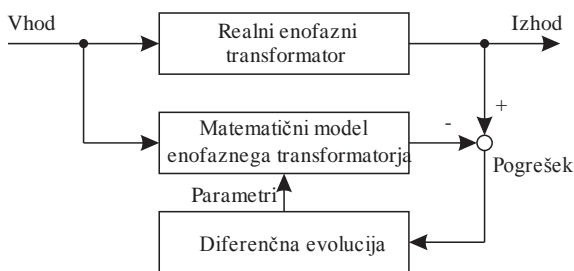 Vhod
Realni enofazni
transformator
Izhod
+
-
Matematični model
enofaznega transformatorja
Pogrešek
Parametri
Diferenčna evolucija